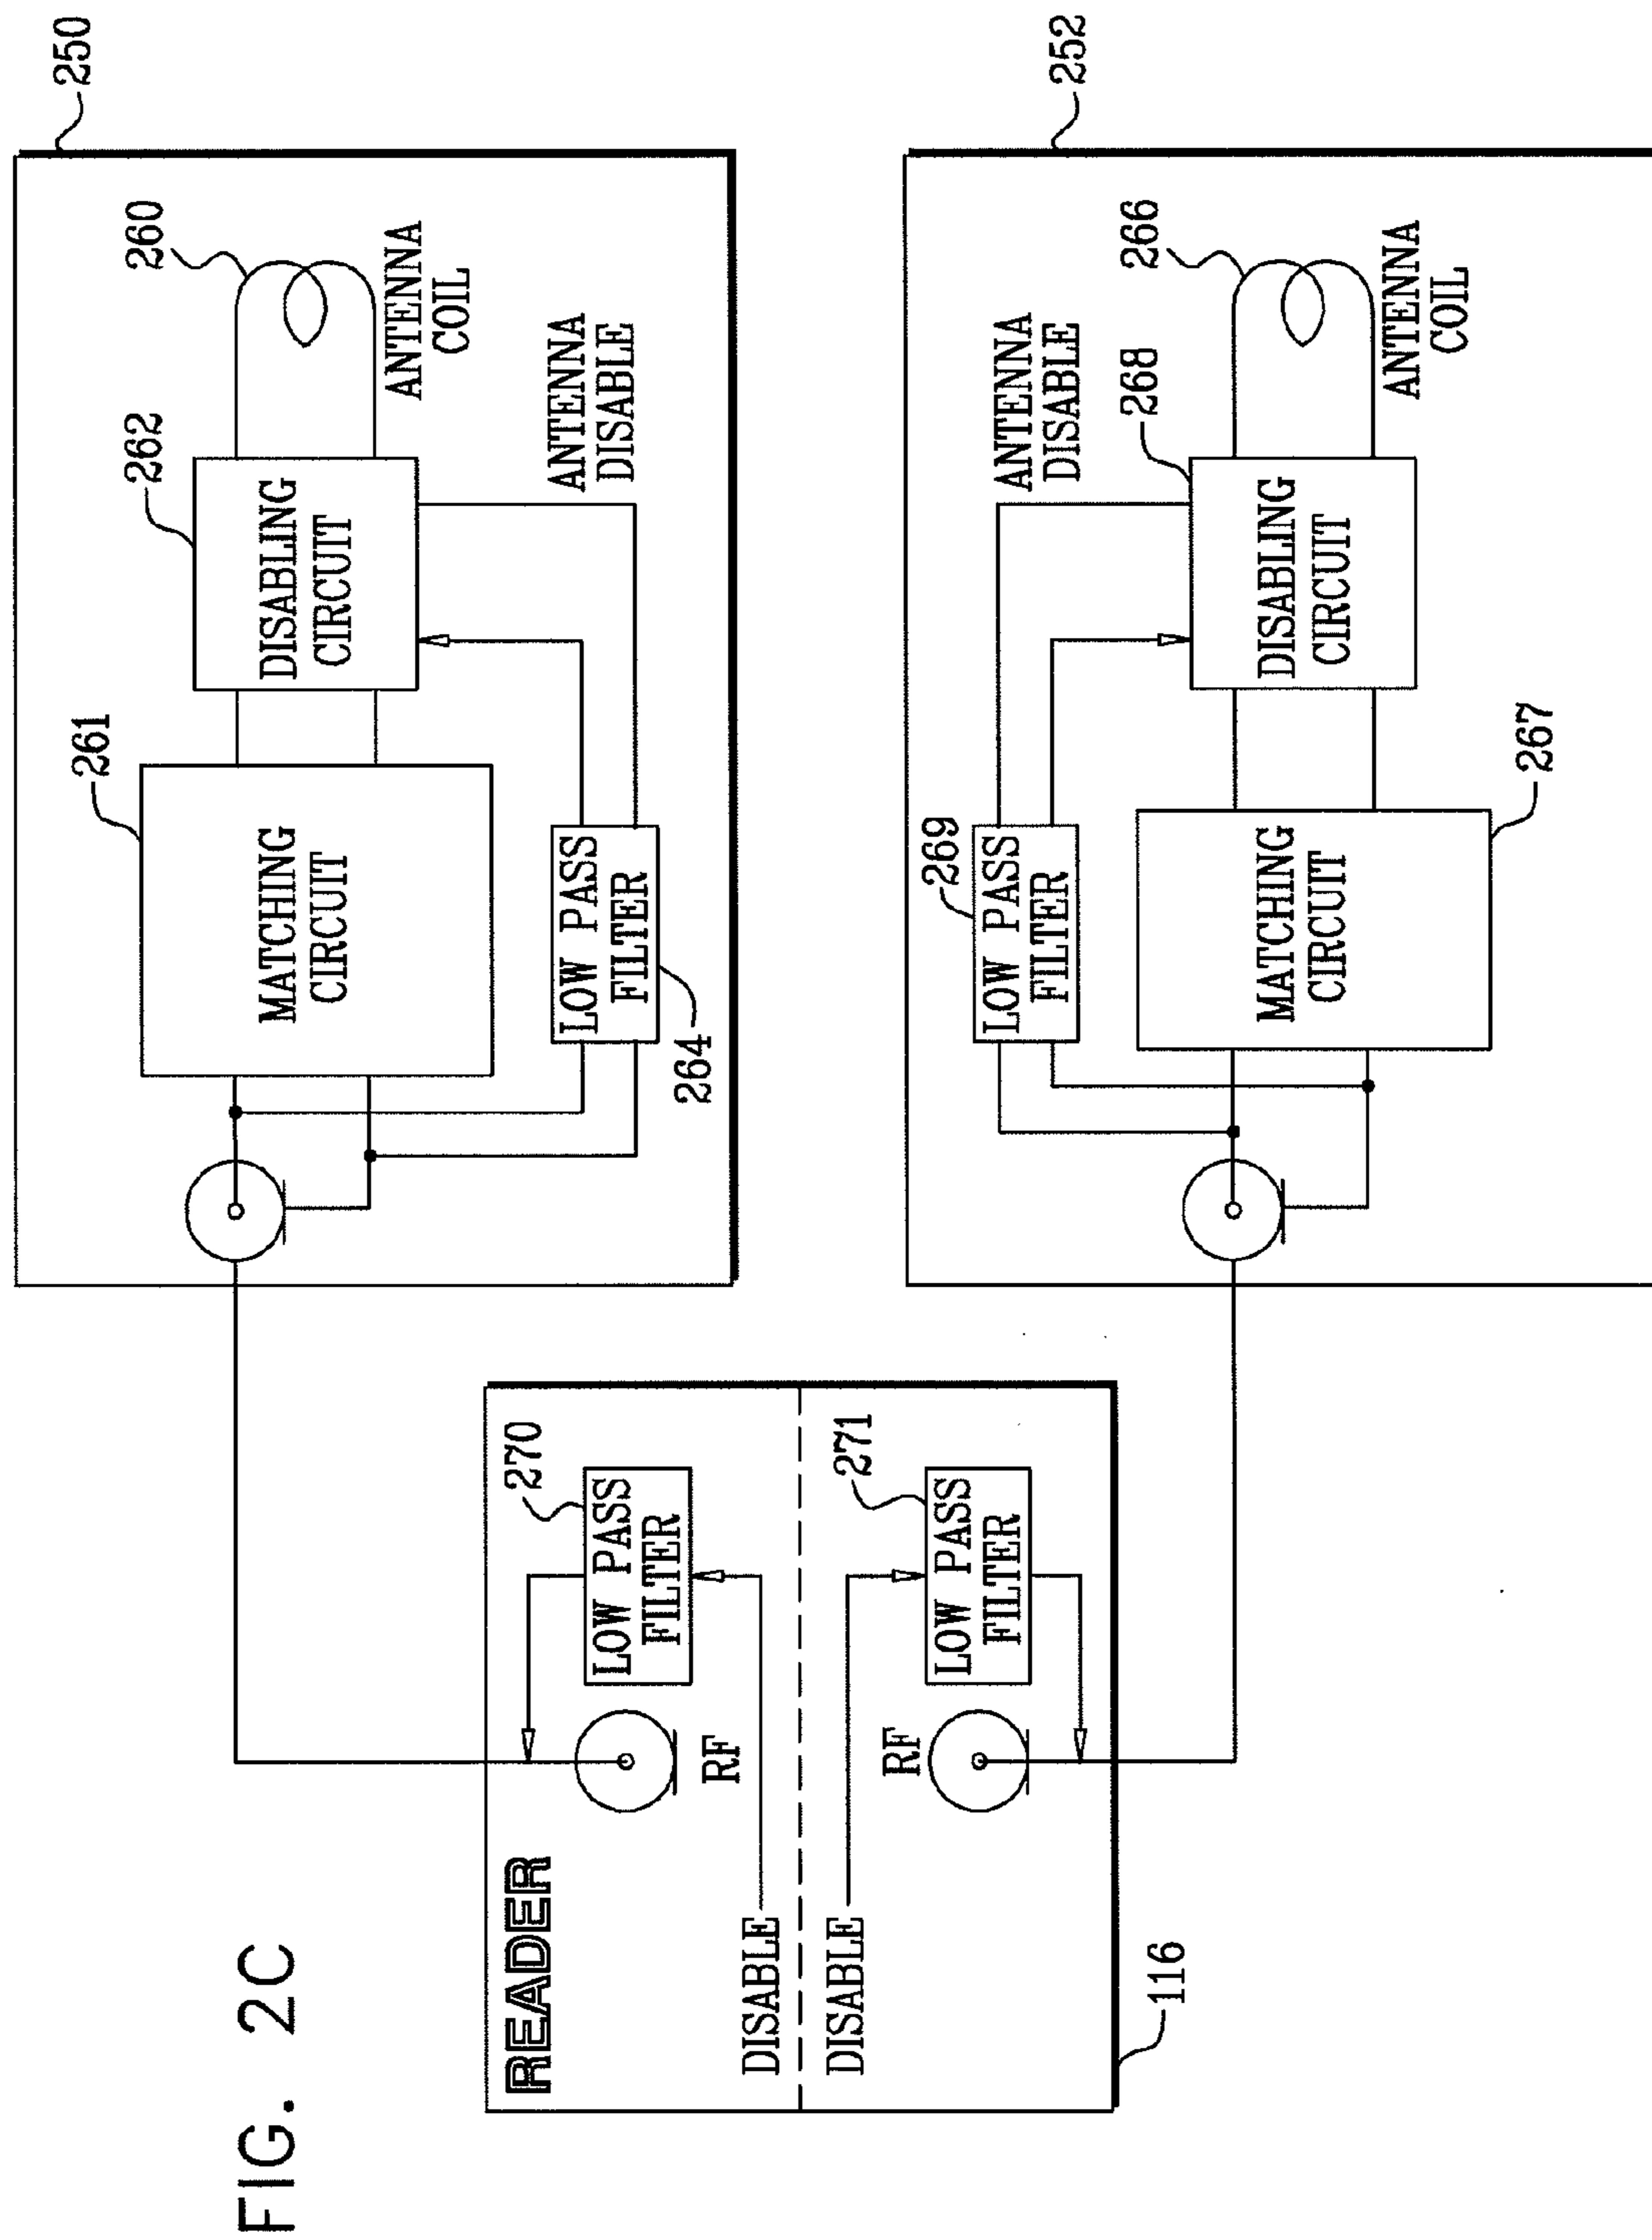 FIG. 2C
READER
270
LOW PASS
FILTER
RF
DISABLE
DISABLE
RF
271
LOW PASS
FILTER
116
250
261
MATCHING
CIRCUIT
262
DISABLING
CIRCUIT
260
ANTENNA
COIL
LOW PASS
FILTER
264
ANTENNA
DISABLE
252
269
LOW PASS
FILTER
ANTENNA
DISABLE
268
DISABLING
CIRCUIT
266
ANTENNA
COIL
MATCHING
CIRCUIT
267